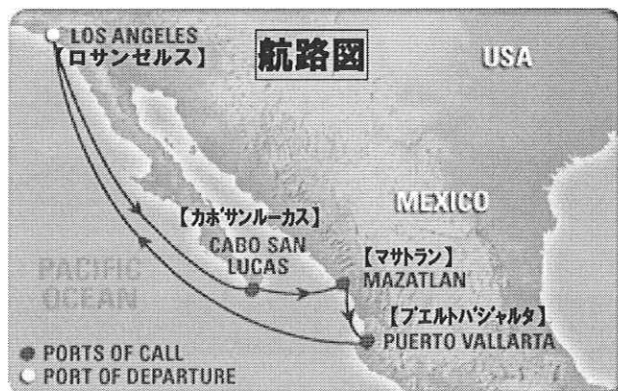 LOS ANGELES
【ロサンゼルス】
航路図
USA
MEXICO
【カボサンルーカス】
CABO SAN
LUCAS
【マサトラン】
MAZATLAN
PACIFIC
OCEAN
【プエルトバジャルタ】
PUERTO VALLARTA
PORTS OF CALL
PORT OF DEPARTURE